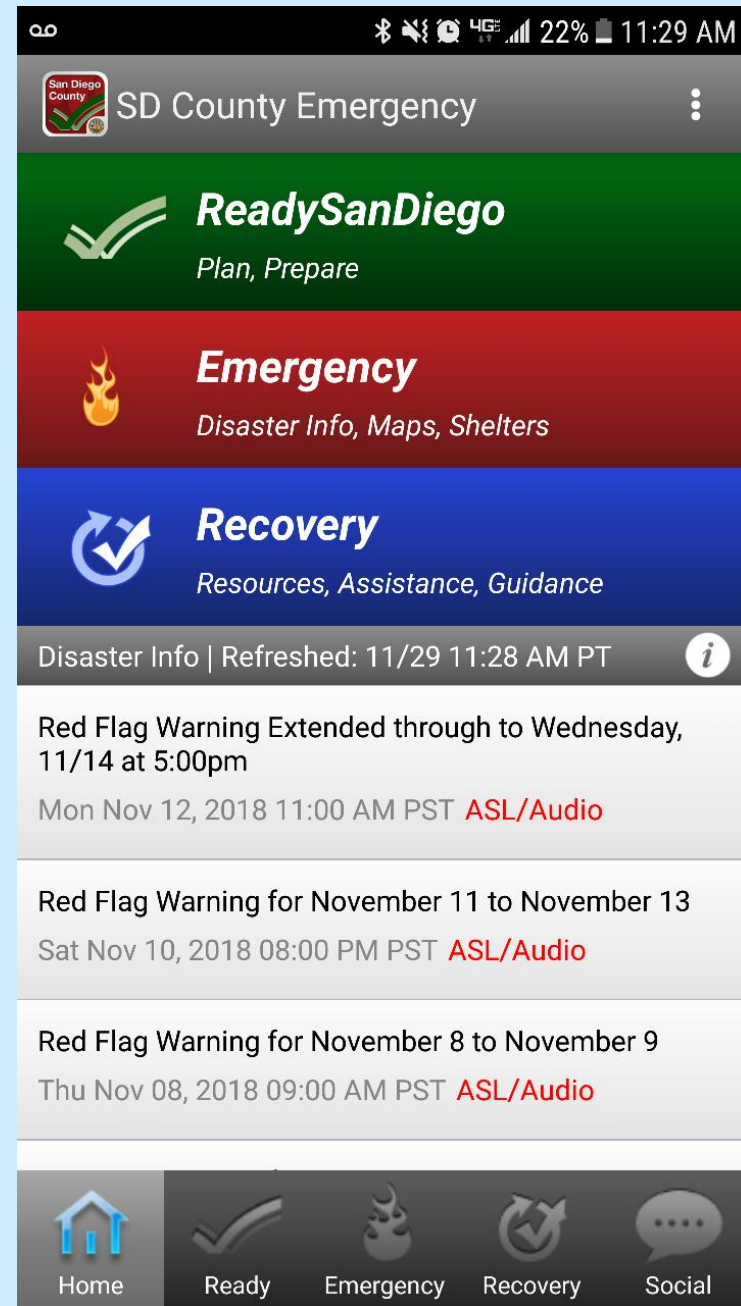 4GE 22% 11:29 AM
San Diego
County
SD County Emergency
ReadySanDiego
Plan, Prepare
Emergency
Disaster Info, Maps, Shelters
Recovery
Resources, Assistance, Guidance
Disaster Info | Refreshed: 11/29 11:28 AM PT i
Red Flag Warning Extended through to Wednesday,
11/14 at 5:00pm
Mon Nov 12, 2018 11:00 AM PST ASL/Audio
Red Flag Warning for November 11 to November 13
Sat Nov 10, 2018 08:00 PM PST ASL/Audio
Red Flag Warning for November 8 to November 9
Thu Nov 08, 2018 09:00 AM PST ASL/Audio
Home Ready Emergency Recovery Social